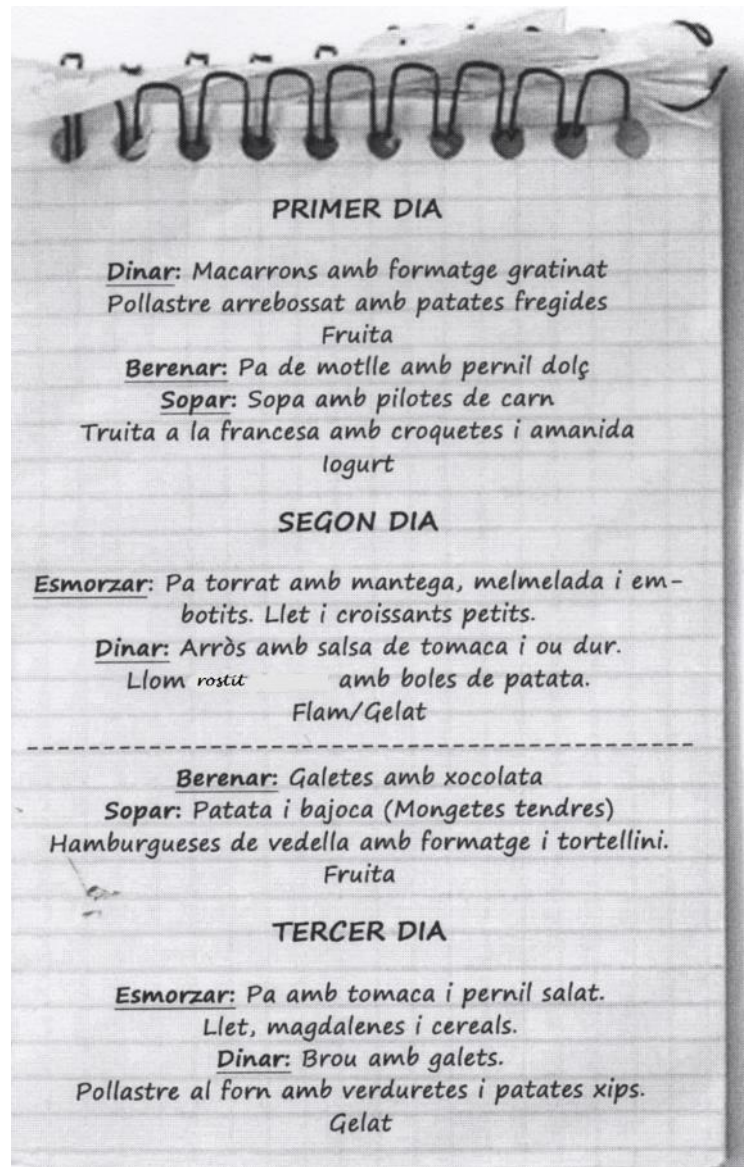 PRIMER DIA
Dinar: Macarrons amb formatge gratinat
Pollastre arrebossat amb patates fregides
Fruita
Berenar: Pa de motlle amb pernil dolç
Sopar: Sopa amb pilotes de carn
Truita a la francesa amb croquetes i amanida
Iogurt
SEGON DIA
Esmorzar: Pa torrat amb mantega, melmelada i em-
botits. Llet i croissants petits.
Dinar: Arròs amb salsa de tomaca i ou dur.
Llom rostit amb boles de patata.
Flam/Gelat
Berenar: Galetes amb xocolata
Sopar: Patata i bajoca (Mongetes tendres)
Hamburgueses de vedella amb formatge i tortellini.
Fruita
TERCER DIA
Esmorzar: Pa amb tomaca i pernil salat.
Llet, magdalenes i cereals.
Dinar: Brou amb galets.
Pollastre al forn amb verduretes i patates xips.
Gelat